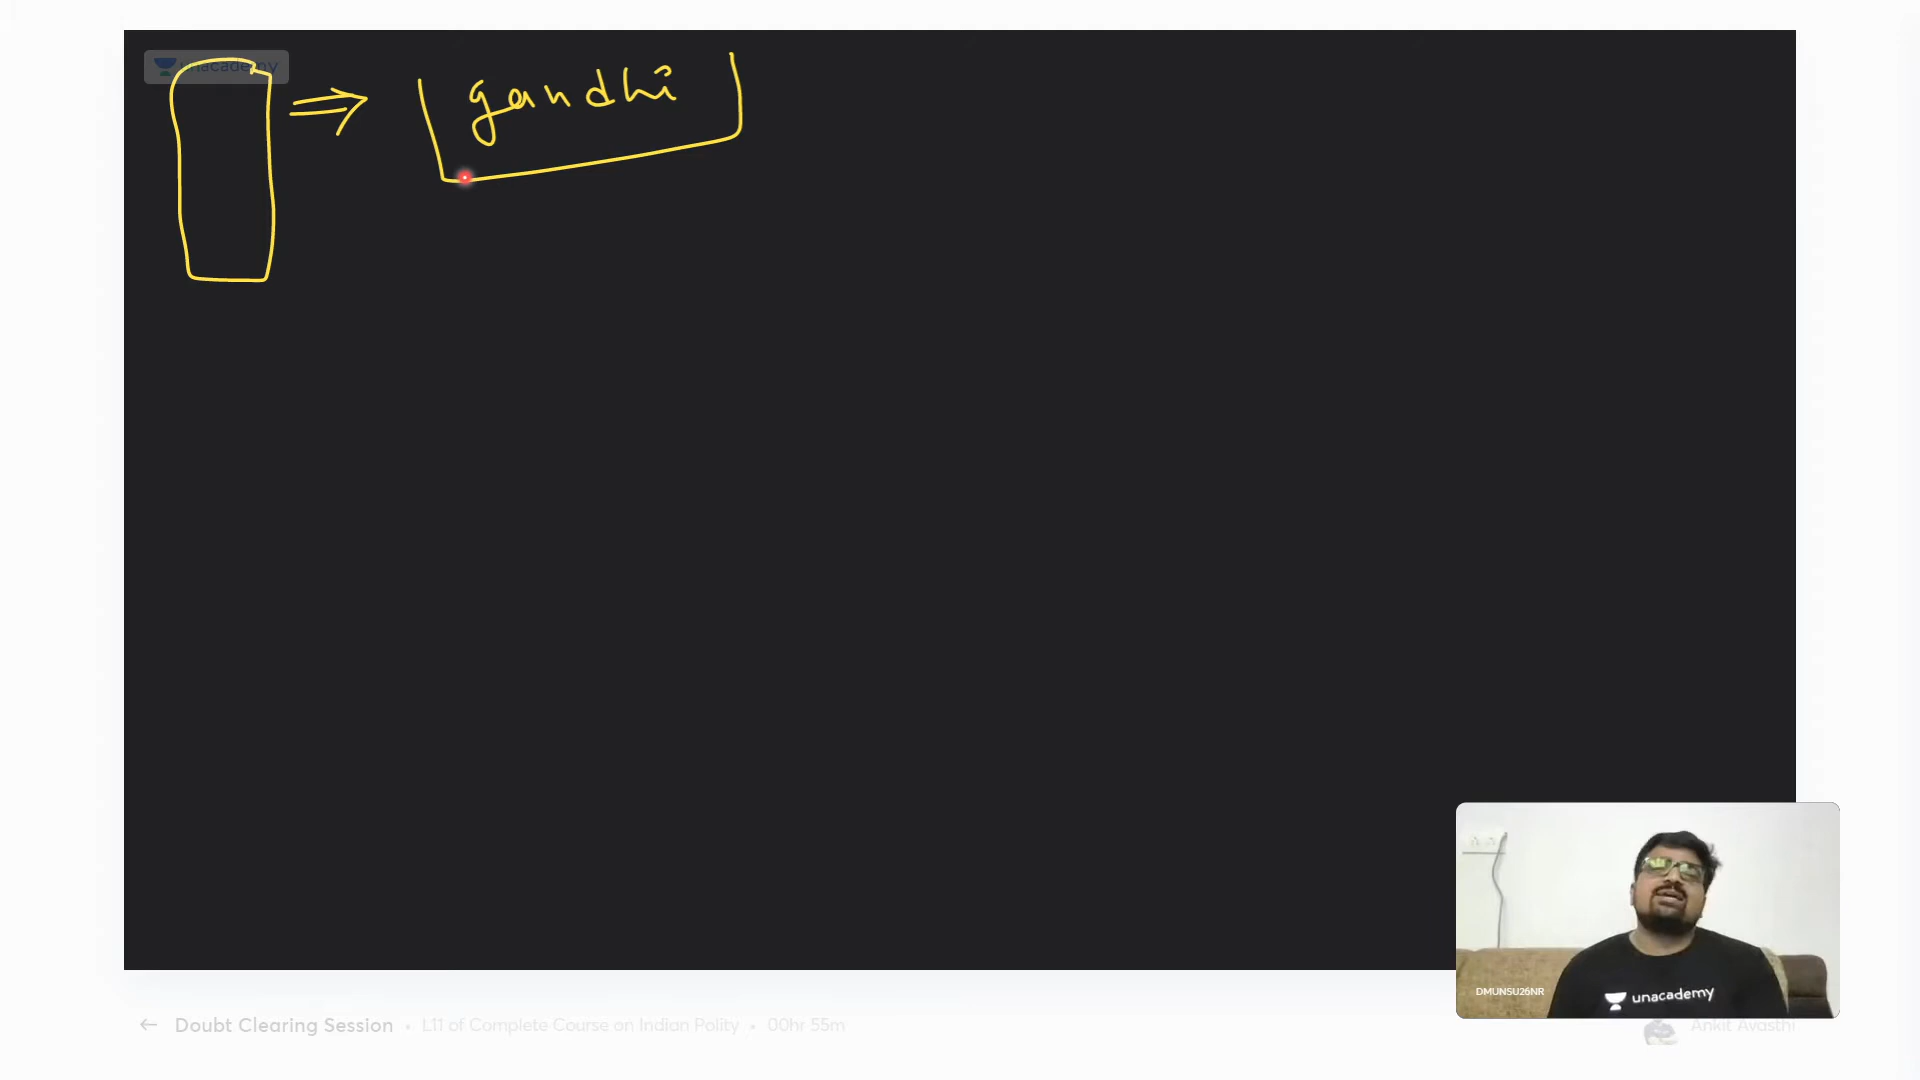 unacademy
gandhi
unacademy
DMUNSU26NR
Doubt Clearing Session • L11 of Complete Course on Indian Polity • 00hr 55m
Ankit Avasthi